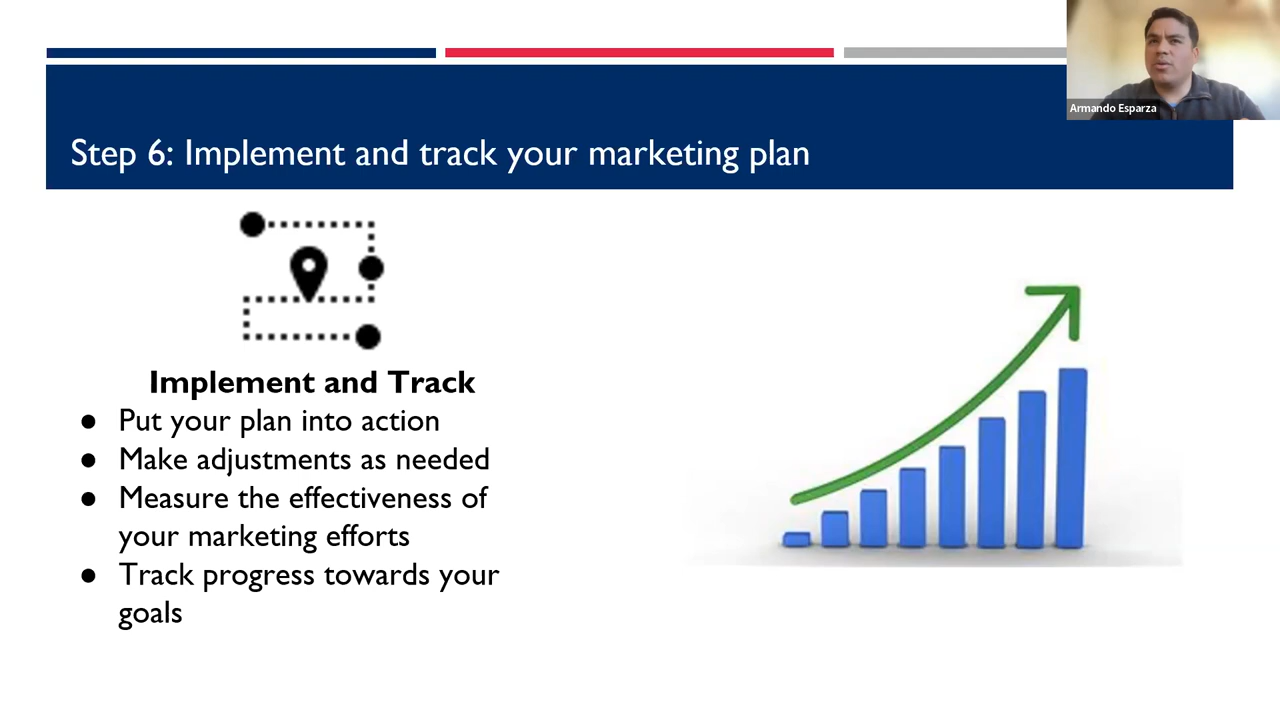 Armando Esparza
Step 6: Implement and track your marketing plan
Implement and Track
● Put your plan into action
● Make adjustments as needed
● Measure the effectiveness of
your marketing efforts
● Track progress towards your
goals